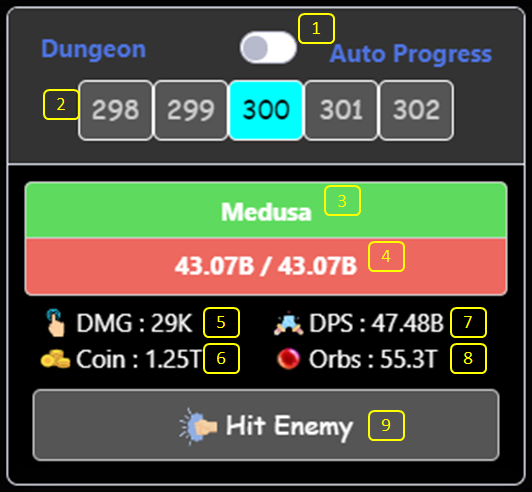 Dungeon 1 Auto Progress
2 298 299 300 301 302
Medusa 3
43.07B / 43.07B 4
DMG : 29K 5 DPS : 47.48B 7
Coin : 1.25T 6 Orbs : 55.3T 8
Hit Enemy 9